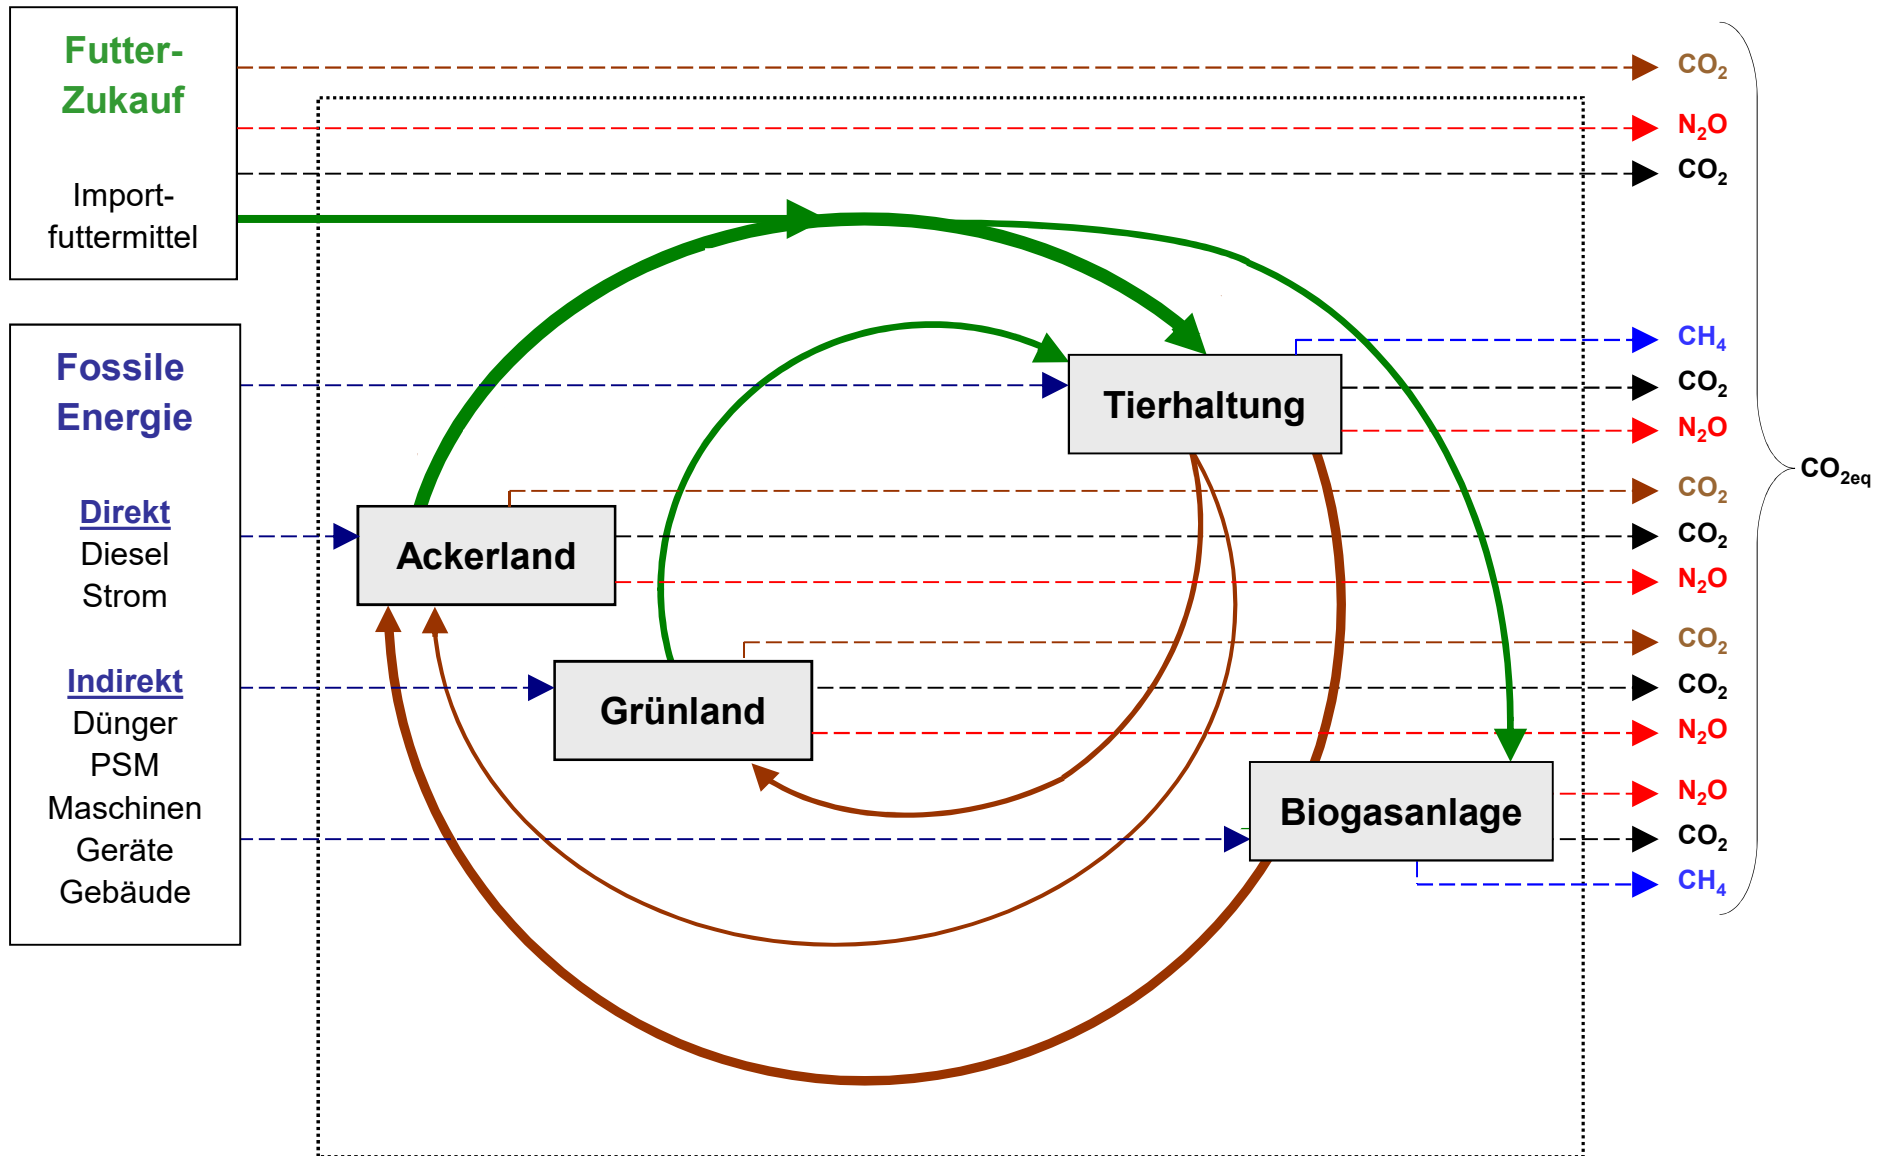 Futter-
Zukauf
Import-
futtermittel
Fossile
Energie
Direkt
Diesel
Strom
Indirekt
Dünger
PSM
Maschinen
Geräte
Gebäude
Tierhaltung
Ackerland
Grünland
Biogasanlage
CO₂
N₂O
CO₂
CH₄
CO₂
N₂O
CO₂
CO₂
N₂O
CO₂
CO₂
N₂O
N₂O
CO₂
CH₄
CO₂eq